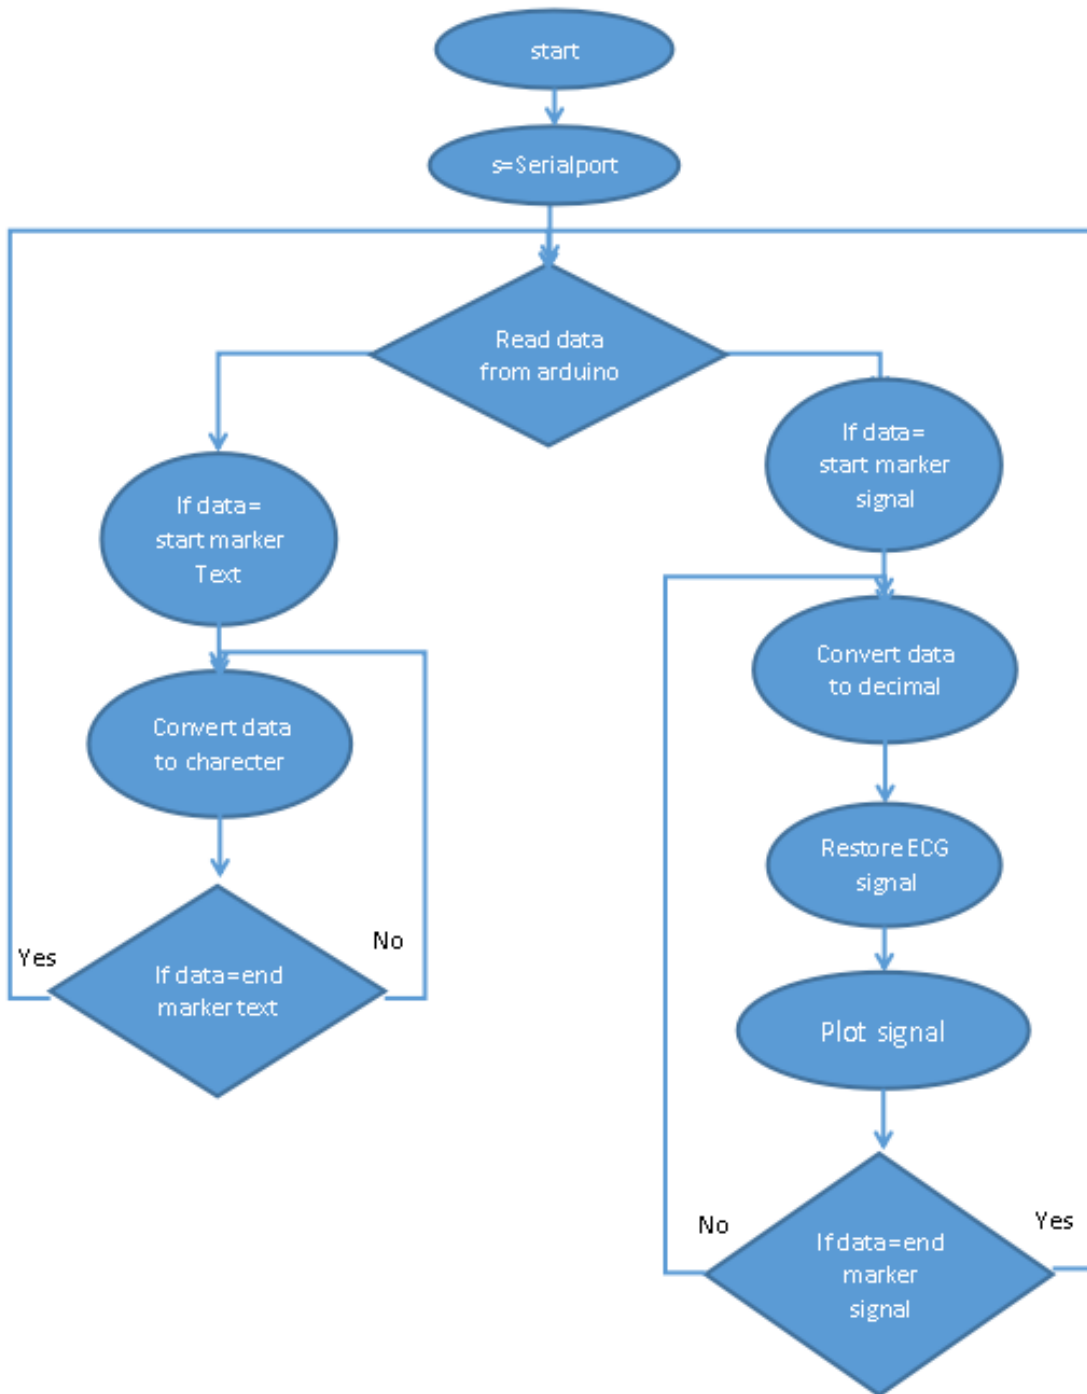 start
s=Serialport
Read data
from arduino
If data=
start marker
Text
Convert data
to charecter
Yes
No
If data=end
marker text
If data=
start marker
signal
Convert data
to decimal
Restore ECG
signal
Plot signal
No
Yes
If data=end
marker
signal